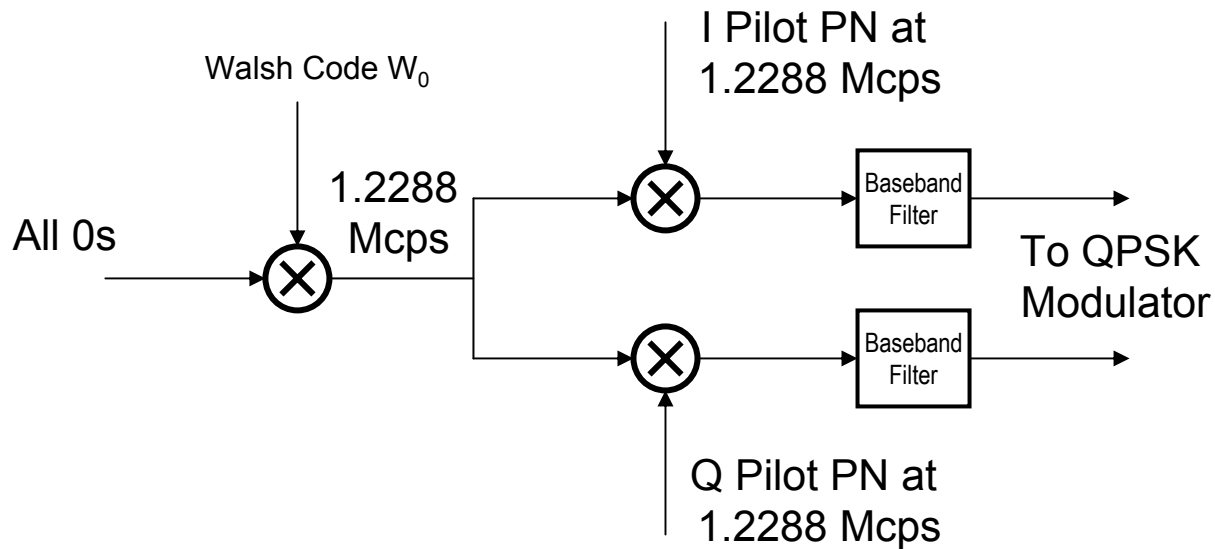 I Pilot PN at
1.2288 Mcps
Walsh Code W₀
1.2288
Mcps
All 0s
Baseband
Filter
To QPSK
Modulator
Baseband
Filter
Q Pilot PN at
1.2288 Mcps